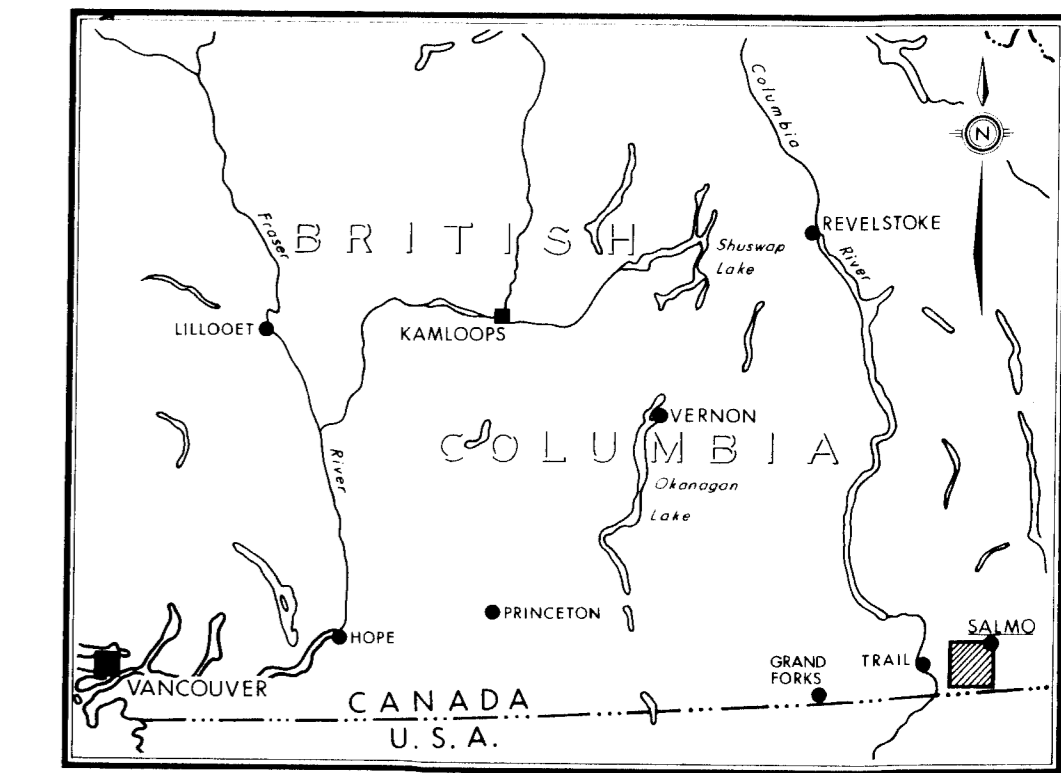 N
Columbia
REVELSTOKE
Fraser
BRITISH
Shuswap
Lake
River
LILLOOET
KAMLOOPS
VERNON
COLUMBIA
River
Okanagan
Lake
PRINCETON
HOPE
SALMO
GRAND
FORKS
TRAIL
VANCOUVER
CANADA
U.S.A.